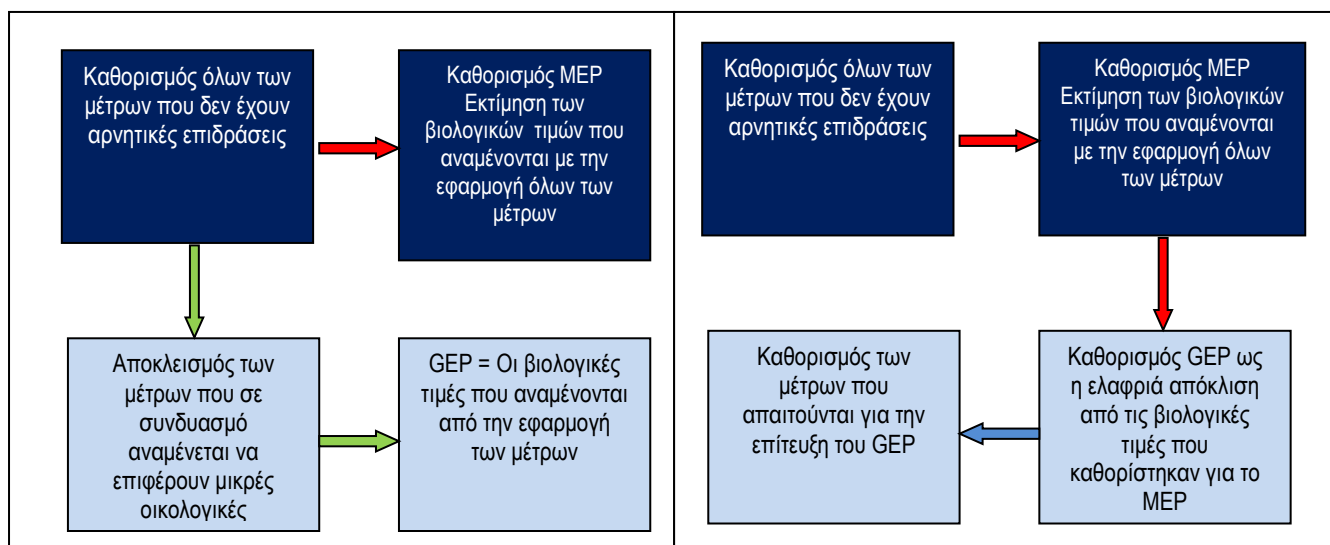 Καθορισμός όλων των
μέτρων που δεν έχουν
αρνητικές επιδράσεις
Καθορισμός MEP
Εκτίμηση των
βιολογικών τιμών που
αναμένονται με την
εφαρμογή όλων των
μέτρων
Αποκλεισμός των
μέτρων που σε
συνδυασμό
αναμένεται να
επιφέρουν μικρές
οικολογικές
GEP = Οι βιολογικές
τιμές που αναμένονται
από την εφαρμογή
των μέτρων
Καθορισμός όλων των
μέτρων που δεν έχουν
αρνητικές επιδράσεις
Καθορισμός MEP
Εκτίμηση των βιολογικών
τιμών που αναμένονται
με την εφαρμογή όλων
των μέτρων
Καθορισμός των
μέτρων που
απαιτούνται για την
επίτευξη του GEP
Καθορισμός GEP ως
η ελαφριά απόκλιση
από τις βιολογικές
τιμές που
καθορίστηκαν για το
MEP